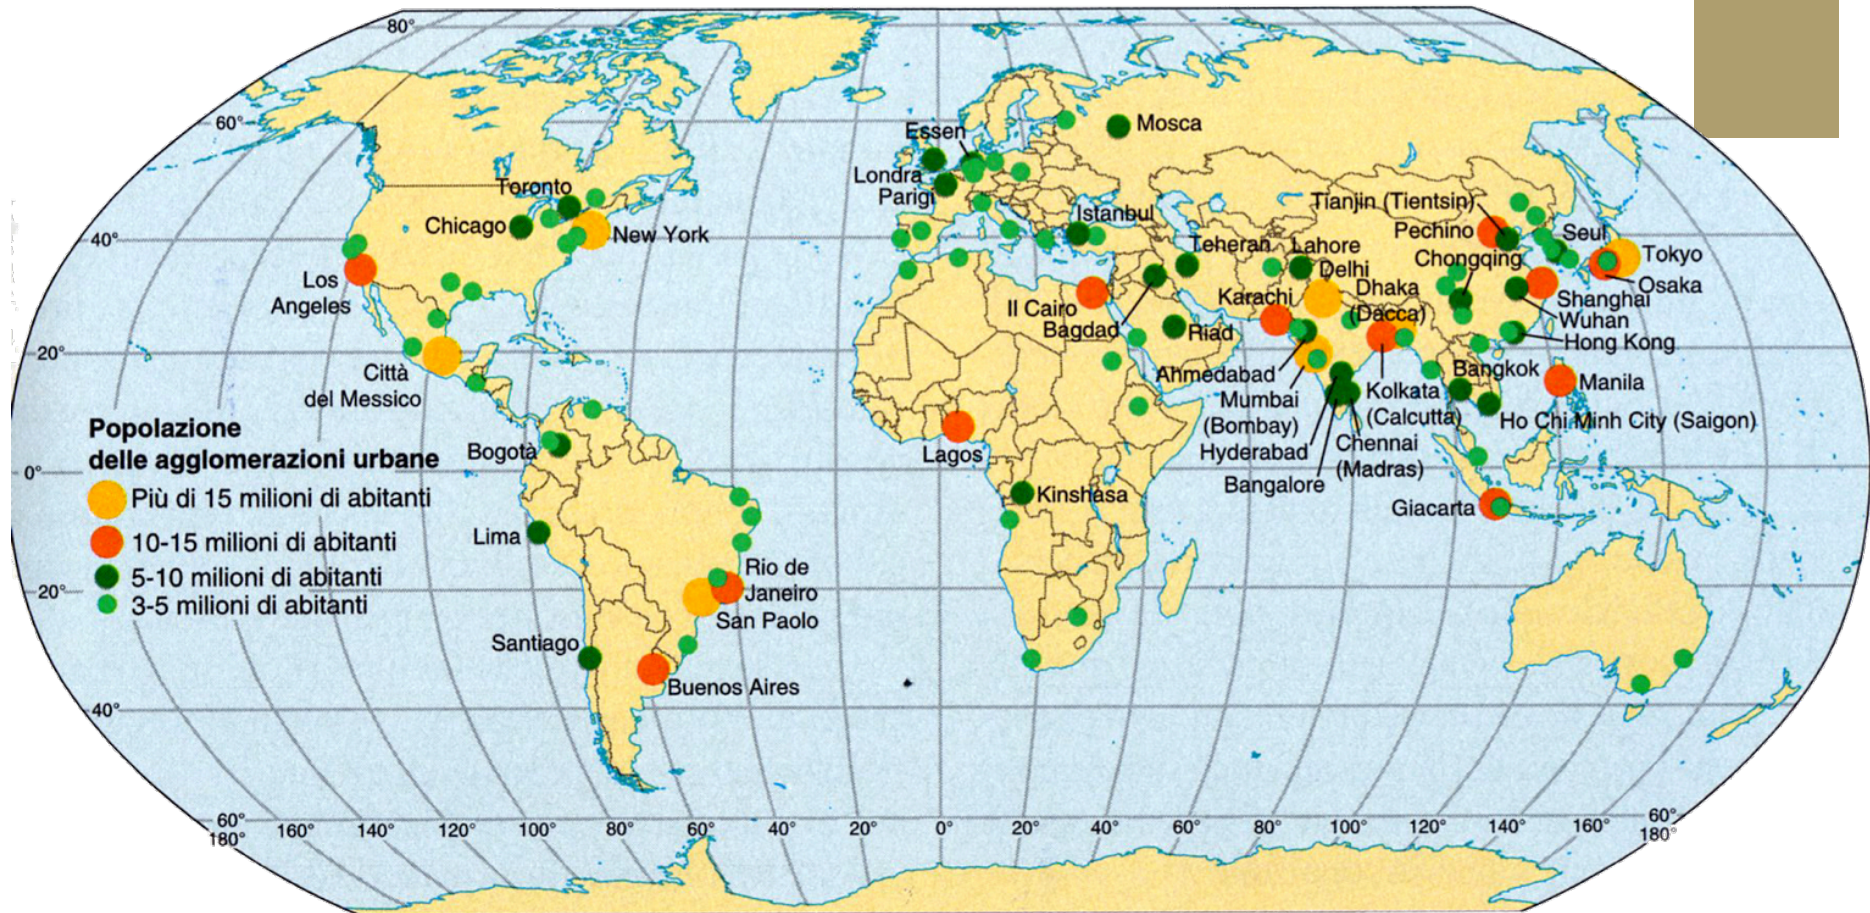 80°
60°
Essen
Mosca
Londra
Parigi
Toronto
Chicago
New York
Istanbul
Tianjin (Tientsin)
Pechino
Seul
40°
Teheran
Lahore
Chongqing
Tokyo
Los
Angeles
Delhi
Osaka
Il Cairo
Karachi
Dhaka
(Dacca)
Shanghai
Bagdad
Riad
Wuhan
Hong Kong
20°
Città
del Messico
Ahmedabad
Bangkok
Manila
Mumbai
(Bombay)
Kolkata
(Calcutta)
Ho Chi Minh City (Saigon)
Popolazione
delle agglomerazioni urbane
Bogotà
Lagos
Hyderabad
Chennai
(Madras)
0°
Bangalore
Più di 15 milioni di abitanti
Kinshasa
Giacarta
10-15 milioni di abitanti
Lima
5-10 milioni di abitanti
Rio de
Janeiro
20°
3-5 milioni di abitanti
San Paolo
Santiago
Buenos Aires
40°
60°
60°
180° 160° 140° 120° 100° 80° 60° 40° 20° 0° 20° 40° 60° 80° 100° 120° 140° 160° 180°